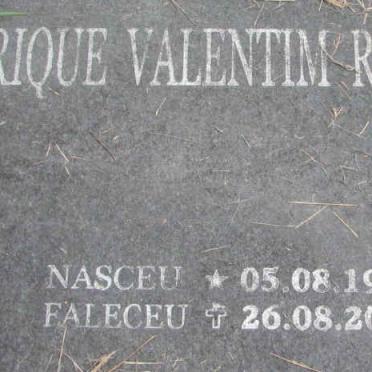 RIQUE VALENTIM R
NASCEU ★ 05.08.19
FALECEU ✝ 26.08.20